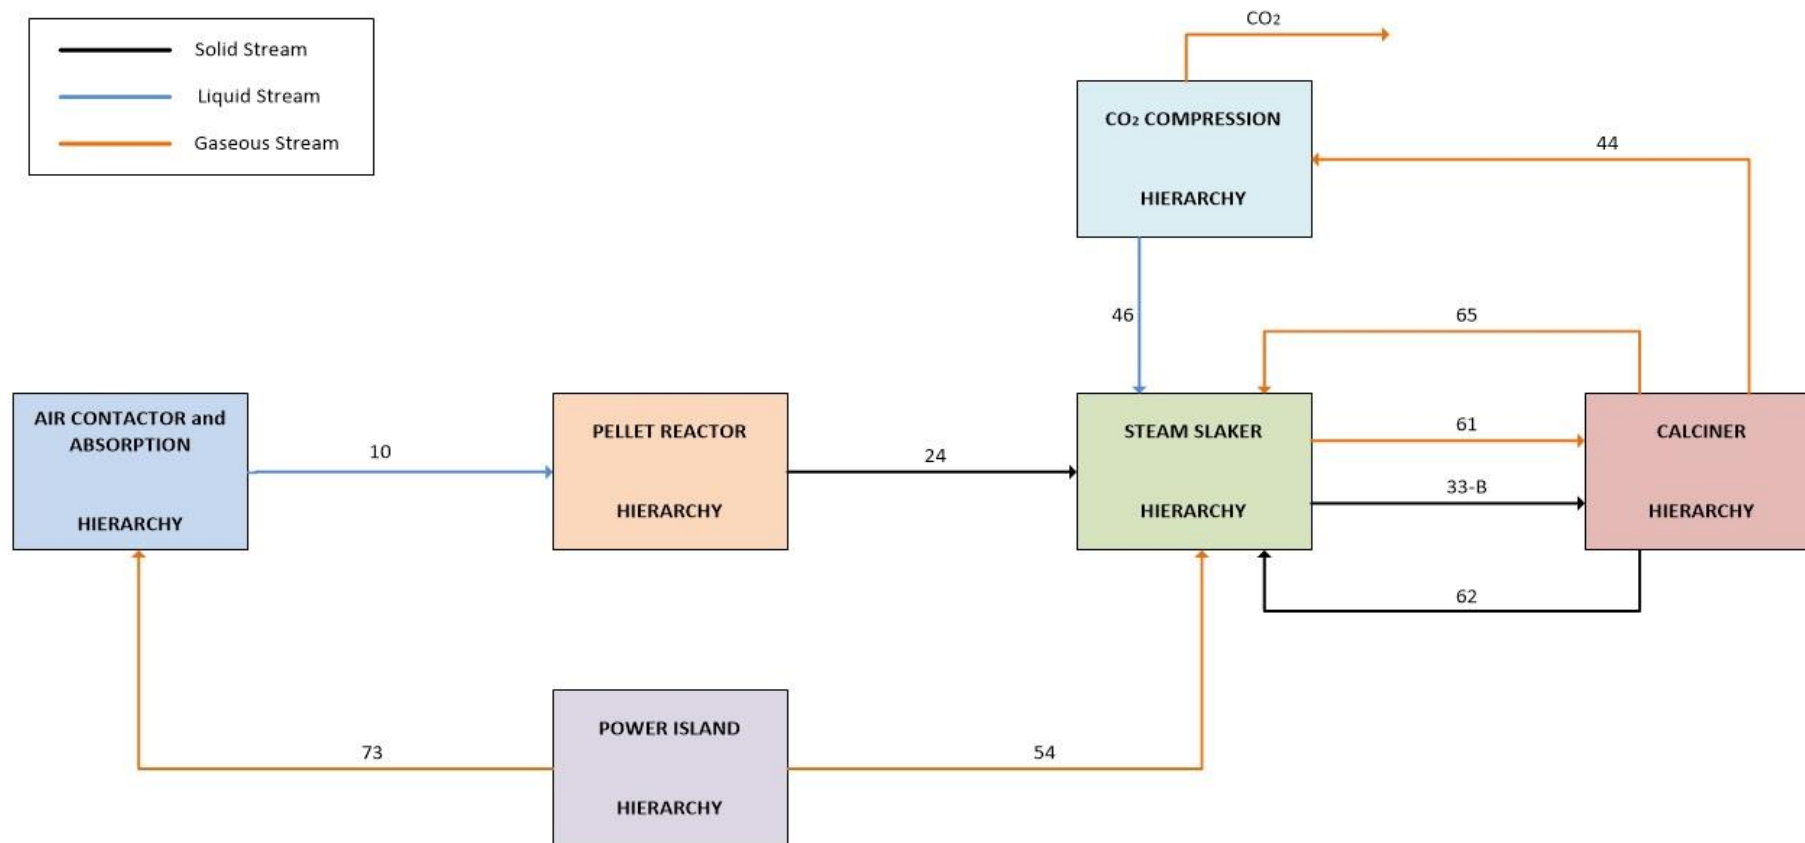 Solid Stream
Liquid Stream
Gaseous Stream
CO₂
CO₂ COMPRESSION
HIERARCHY
44
46
65
AIR CONTACTOR and
ABSORPTION
HIERARCHY
10
PELLET REACTOR
HIERARCHY
24
STEAM SLAKER
HIERARCHY
61
33-B
CALCINER
HIERARCHY
62
73
POWER ISLAND
HIERARCHY
54